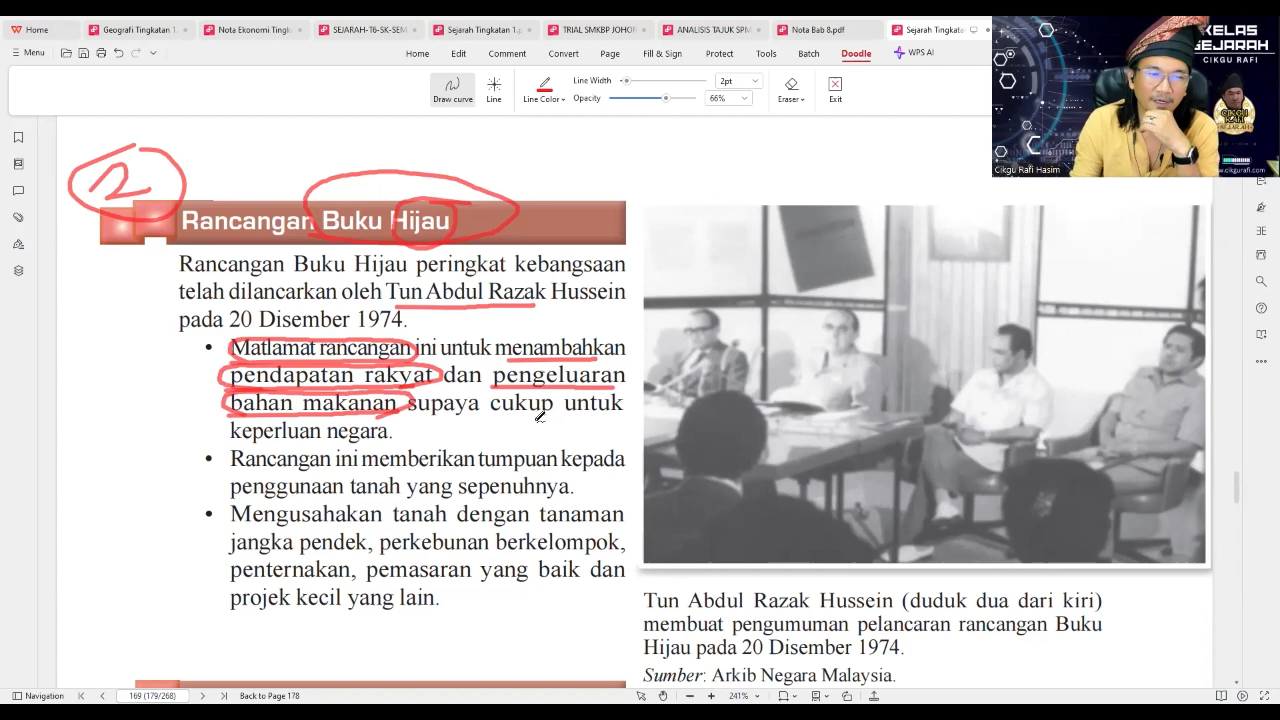 Home
Geografi Tingkatan 1.
Nota Ekonomi Tingk
SEJARAH-T6-SK-SEM
Sejarah Tingkatan
TRIAL SMKBP JOHOR
ANALISIS TAJUK SPM
Nota Bab 8.pdf
Sejarah Tingkata
Menu
Home Edit Convert Page Fill & Sign Protect Tools Batch Doodle WPS AI
Draw curve
Line
Line Color
Line Width 2pt
Opacity 66%
Eraser
Exit
KELAS
SEJARAH
CIKGU RAFI
CIKGU
RAFI
SEJARAH
www.cikgurafi.com
Cikgu Rafi Hasim
2
Rancangan Buku Hijau
Rancangan Buku Hijau peringkat kebangsaan
telah dilancarkan oleh Tun Abdul Razak Hussein
pada 20 Disember 1974.
• Matlamat rancangan ini untuk menambahkan
pendapatan rakyat dan pengeluaran
bahan makanan supaya cukup untuk
keperluan negara.
• Rancangan ini memberikan tumpuan kepada
penggunaan tanah yang sepenuhnya.
• Mengusahakan tanah dengan tanaman
jangka pendek, perkebunan berkelompok,
penternakan, pemasaran yang baik dan
projek kecil yang lain.
Tun Abdul Razak Hussein (duduk dua dari kiri)
membuat pengumuman pelancaran rancangan Buku
Hijau pada 20 Disember 1974.
Sumber: Arkib Negara Malaysia.
Navigation
169 (179/268)
Back to Page 178
241%